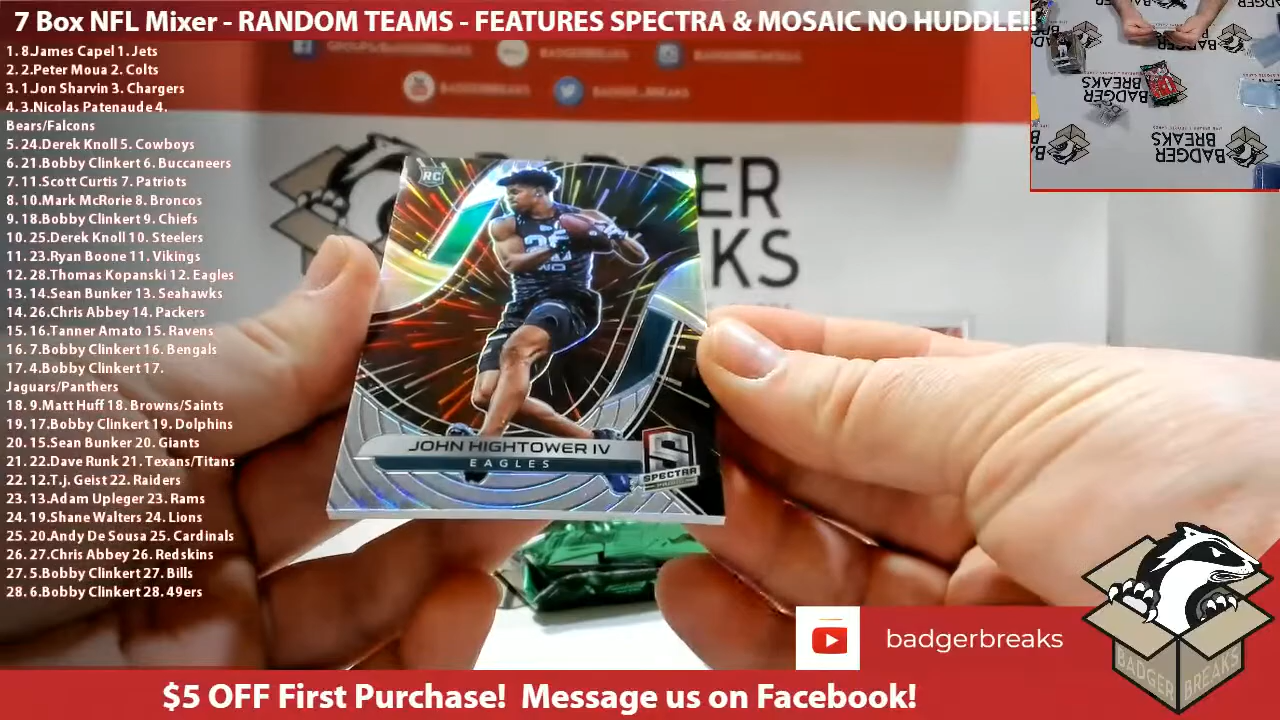 7 Box NFL Mixer - RANDOM TEAMS - FEATURES SPECTRA & MOSAIC NO HUDDLE!!
1. 8.James Capel 1. Jets
2. 2.Peter Moua 2. Colts
3. 1.Jon Sharvin 3. Chargers
4. 3.Nicolas Patenaude 4.
Bears/Falcons
5. 24.Derek Knoll 5. Cowboys
6. 21.Bobby Clinkert 6. Buccaneers
7. 11.Scott Curtis 7. Patriots
8. 10.Mark McRorie 8. Broncos
9. 18.Bobby Clinkert 9. Chiefs
10. 25.Derek Knoll 10. Steelers
11. 23.Ryan Boone 11. Vikings
12. 28.Thomas Kopanski 12. Eagles
13. 14.Sean Bunker 13. Seahawks
14. 26.Chris Abbey 14. Packers
15. 16.Tanner Amato 15. Ravens
16. 7.Bobby Clinkert 16. Bengals
17. 4.Bobby Clinkert 17.
Jaguars/Panthers
18. 9.Matt Huff 18. Browns/Saints
19. 17.Bobby Clinkert 19. Dolphins
20. 15.Sean Bunker 20. Giants
21. 22.Dave Runk 21. Texans/Titans
22. 12.T.j. Geist 22. Raiders
23. 13.Adam Upleger 23. Rams
24. 19.Shane Walters 24. Lions
25. 20.Andy De Sousa 25. Cardinals
26. 27.Chris Abbey 26. Redskins
27. 5.Bobby Clinkert 27. Bills
28. 6.Bobby Clinkert 28. 49ers
GROUPS/BADGERBREAKS
BADGERBREAKS
BADGERBREAKS
BADGERBREAKS
BADGER_BREAKS
RC
JOHN HIGHTOWER IV
EAGLES
SPECTRA
BADGER
BREAKS
badgerbreaks
BADGER BREAKS
$5 OFF First Purchase! Message us on Facebook!